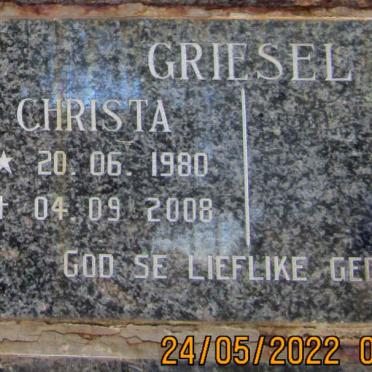 GRIESEL
CHRISTA
★ 20. 06. 1980
† 04. 09 2008
GOD SE LIEFLIKE
24/05/2022